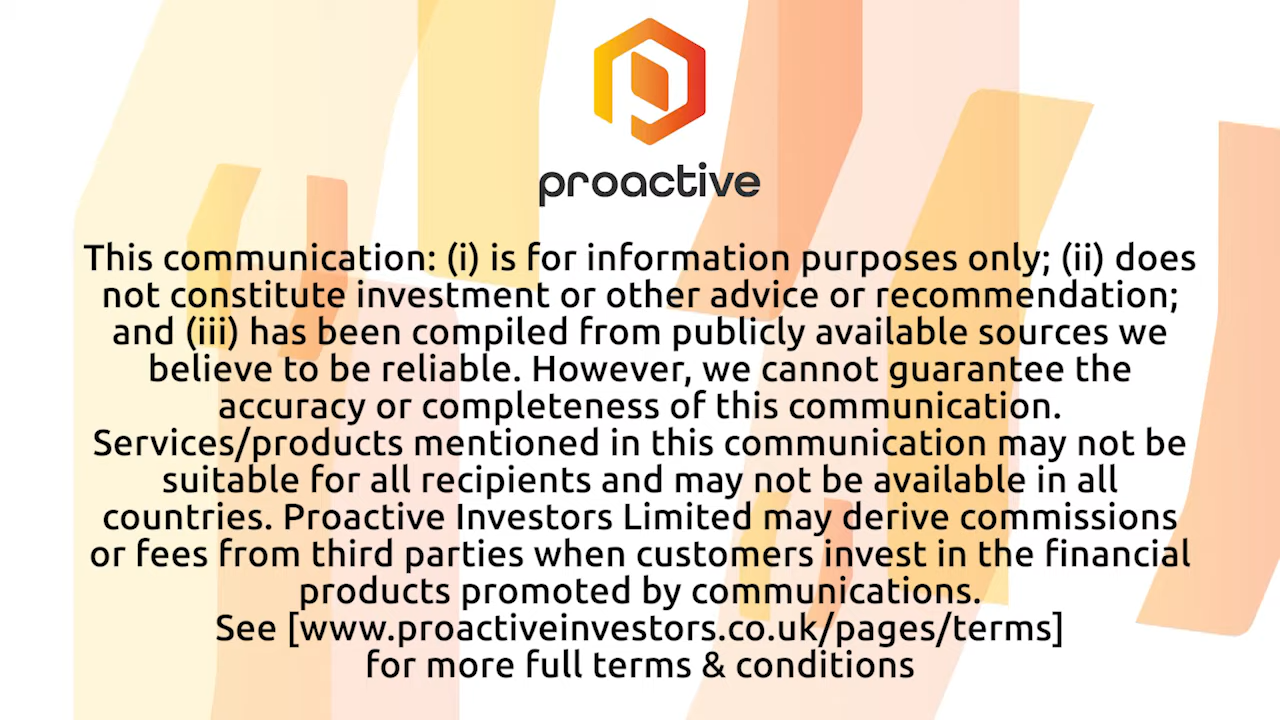 proactive
This communication: (i) is for information purposes only; (ii) does
not constitute investment or other advice or recommendation;
and (iii) has been compiled from publicly available sources we
believe to be reliable. However, we cannot guarantee the
accuracy or completeness of this communication.
Services/products mentioned in this communication may not be
suitable for all recipients and may not be available in all
countries. Proactive Investors Limited may derive commissions
or fees from third parties when customers invest in the financial
products promoted by communications.
See [www.proactiveinvestors.co.uk/pages/terms]
for more full terms & conditions